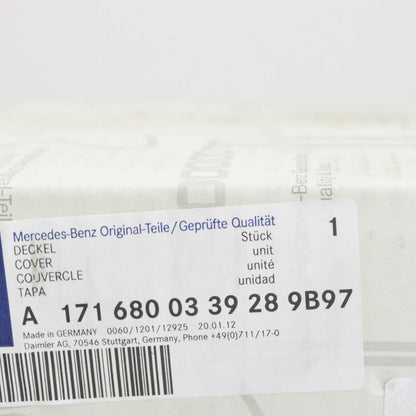 Mercedes-Benz Original-Teile/Geprüfte Qualität
DECKEL Stück 1
COVER unit
COUVERCLE unité
TAPA unidad
A 171 680 03 39 28 9B97
Made in GERMANY 0060/1201/12925 20.01.12
Daimler AG, 70546 Stuttgart, Germany, Phone +49(0)711/17-0